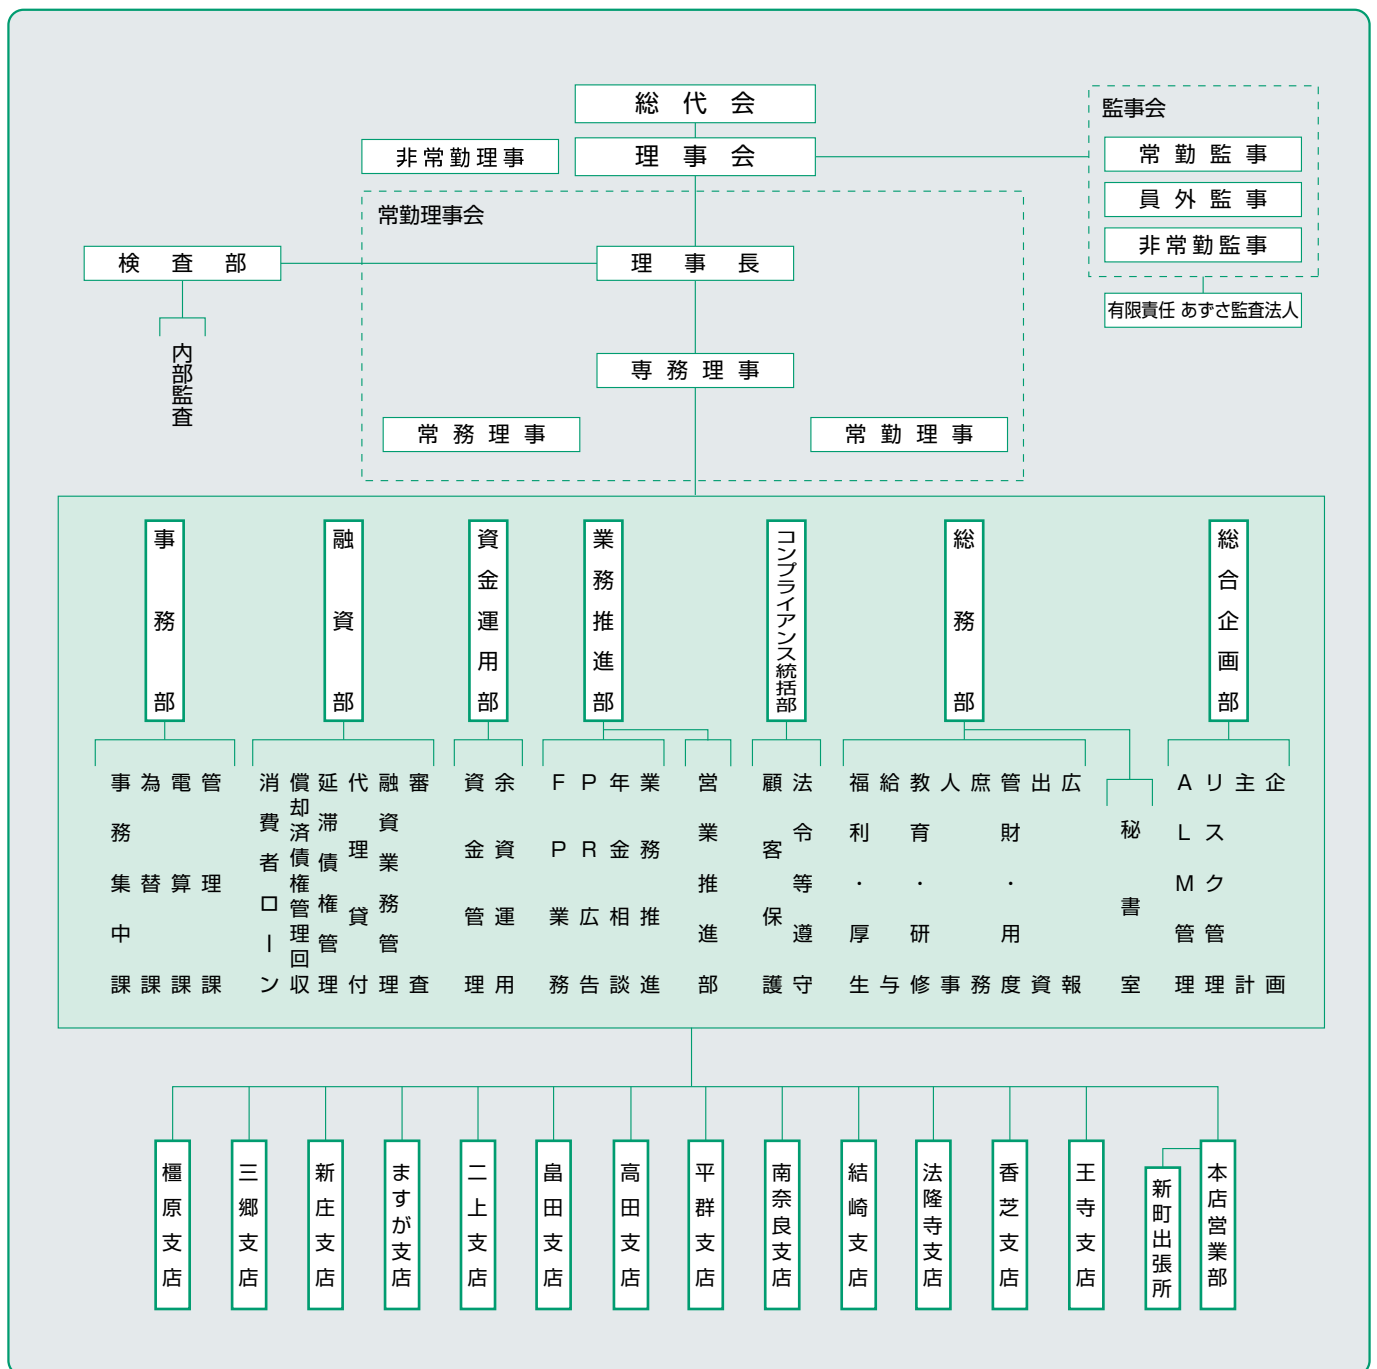 総代会
非常勤理事
理事会
監事会
常勤監事
員外監事
非常勤監事
有限責任 あずさ監査法人
常勤理事会
検査部
理事長
内部監査
専務理事
常務理事
常勤理事
総合企画部
総務部
コンプライアンス統括部
業務推進部
資金運用部
融資部
事務部
企画
主計
リスク管理
ALM管理
秘書室
広報
出資
管財・用度
庶務
人事
教育・研修
給与
福利・厚生
法令等遵守
顧客保護
営業推進部
業務推進
年金相談
PR広告
FP業務
余資運用
資金管理
審査
融資業務管理
代理貸付
延滞債権管理
償却済債権管理回収
消費者ローン
管理課
電算課
為替課
事務集中課
本店営業部
新町出張所
王寺支店
香芝支店
法隆寺支店
結崎支店
南奈良支店
平群支店
高田支店
畠田支店
二上支店
ますが支店
新庄支店
三郷支店
橿原支店